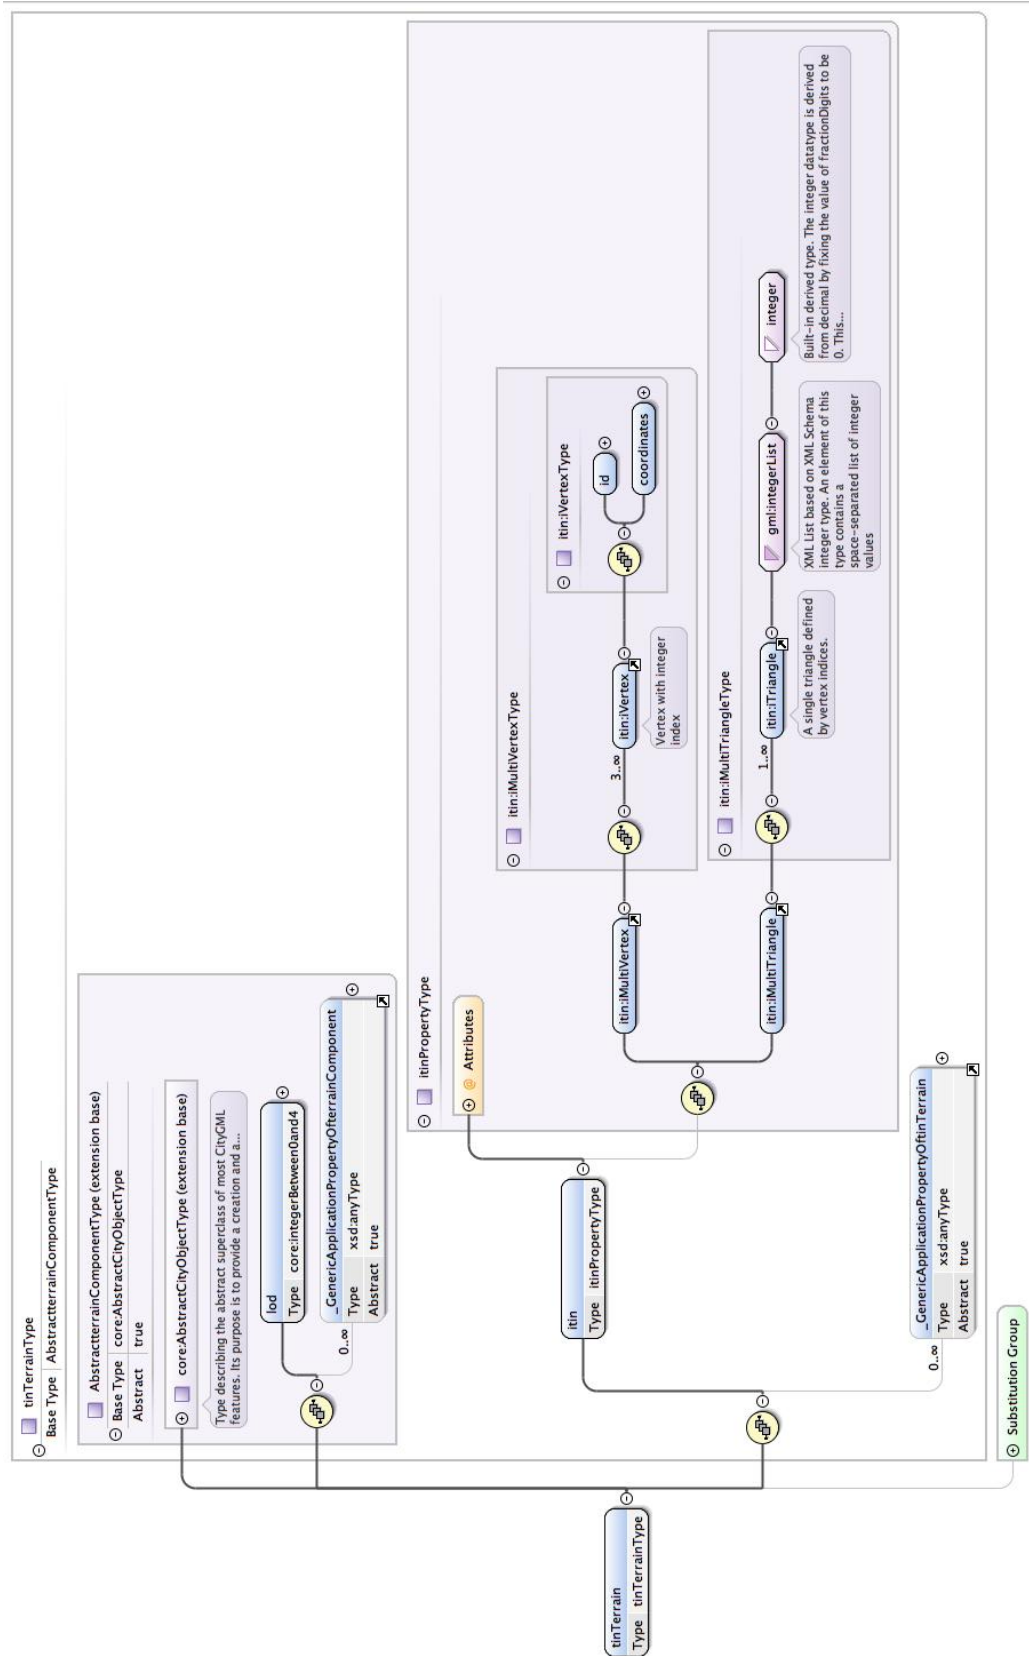 tinTerrain
Type tinTerrainType
tinTerrainType
Base Type AbstractterrainComponentType
AbstractterrainComponentType (extension base)
Base Type core:AbstractCityObjectType
Abstract true
core:AbstractCityObjectType (extension base)
Type describing the abstract superclass of most CityGML
features. Its purpose is to provide a creation and a...
lod
Type core:integerBetween0and4
0..∞
_GenericApplicationPropertyOfterrainComponent
Type xsd:anyType
Abstract true
itin
Type itinPropertyType
itinPropertyType
@ Attributes
itin:iMultiVertex
itin:iMultiVertexType
3..∞
itin:iVertex
Vertex with integer
index
itin:iVertexType
id
coordinates
itin:iMultiTriangle
itin:iMultiTriangleType
1..∞
itin:iTriangle
A single triangle defined
by vertex indices.
gml:integerList
XML List based on XML Schema
integer type. An element of this
type contains a
space-separated list of integer
values
integer
Built-in derived type. The integer datatype is derived
from decimal by fixing the value of fractionDigits to be
0. This...
0..∞
_GenericApplicationPropertyOftinTerrain
Type xsd:anyType
Abstract true
Substitution Group